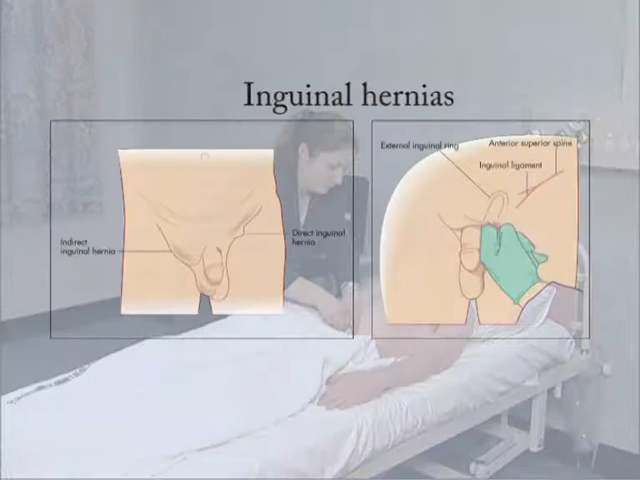 Inguinal hernias
External inguinal ring
Anterior superior spine
Inguinal ligament
Indirect
inguinal hernia
Direct inguinal
hernia